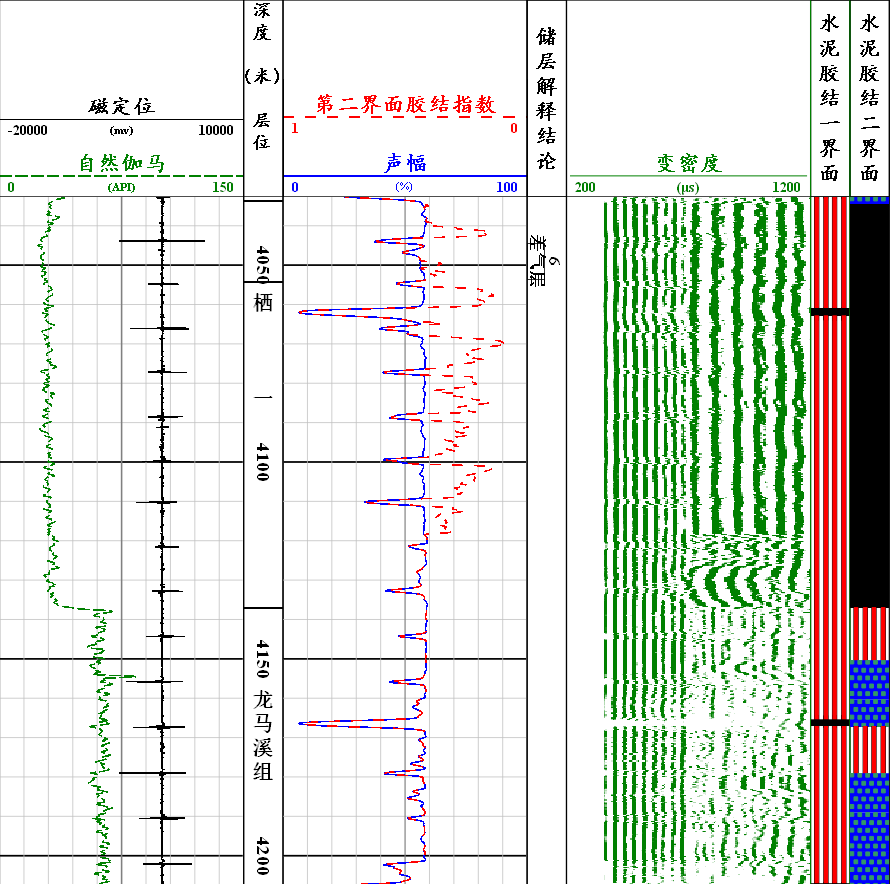 磁定位
-20000 (mv) 10000
自然伽马
0 (API) 150
深度(米)
层位
第二界面胶结指数
1 0
声幅
0 (%) 100
储层解释结论
变密度
200 (μs) 1200
水泥胶结一界面
水泥胶结二界面
4050
栖
一
4100
4150
龙马溪组
4200
6
差气层